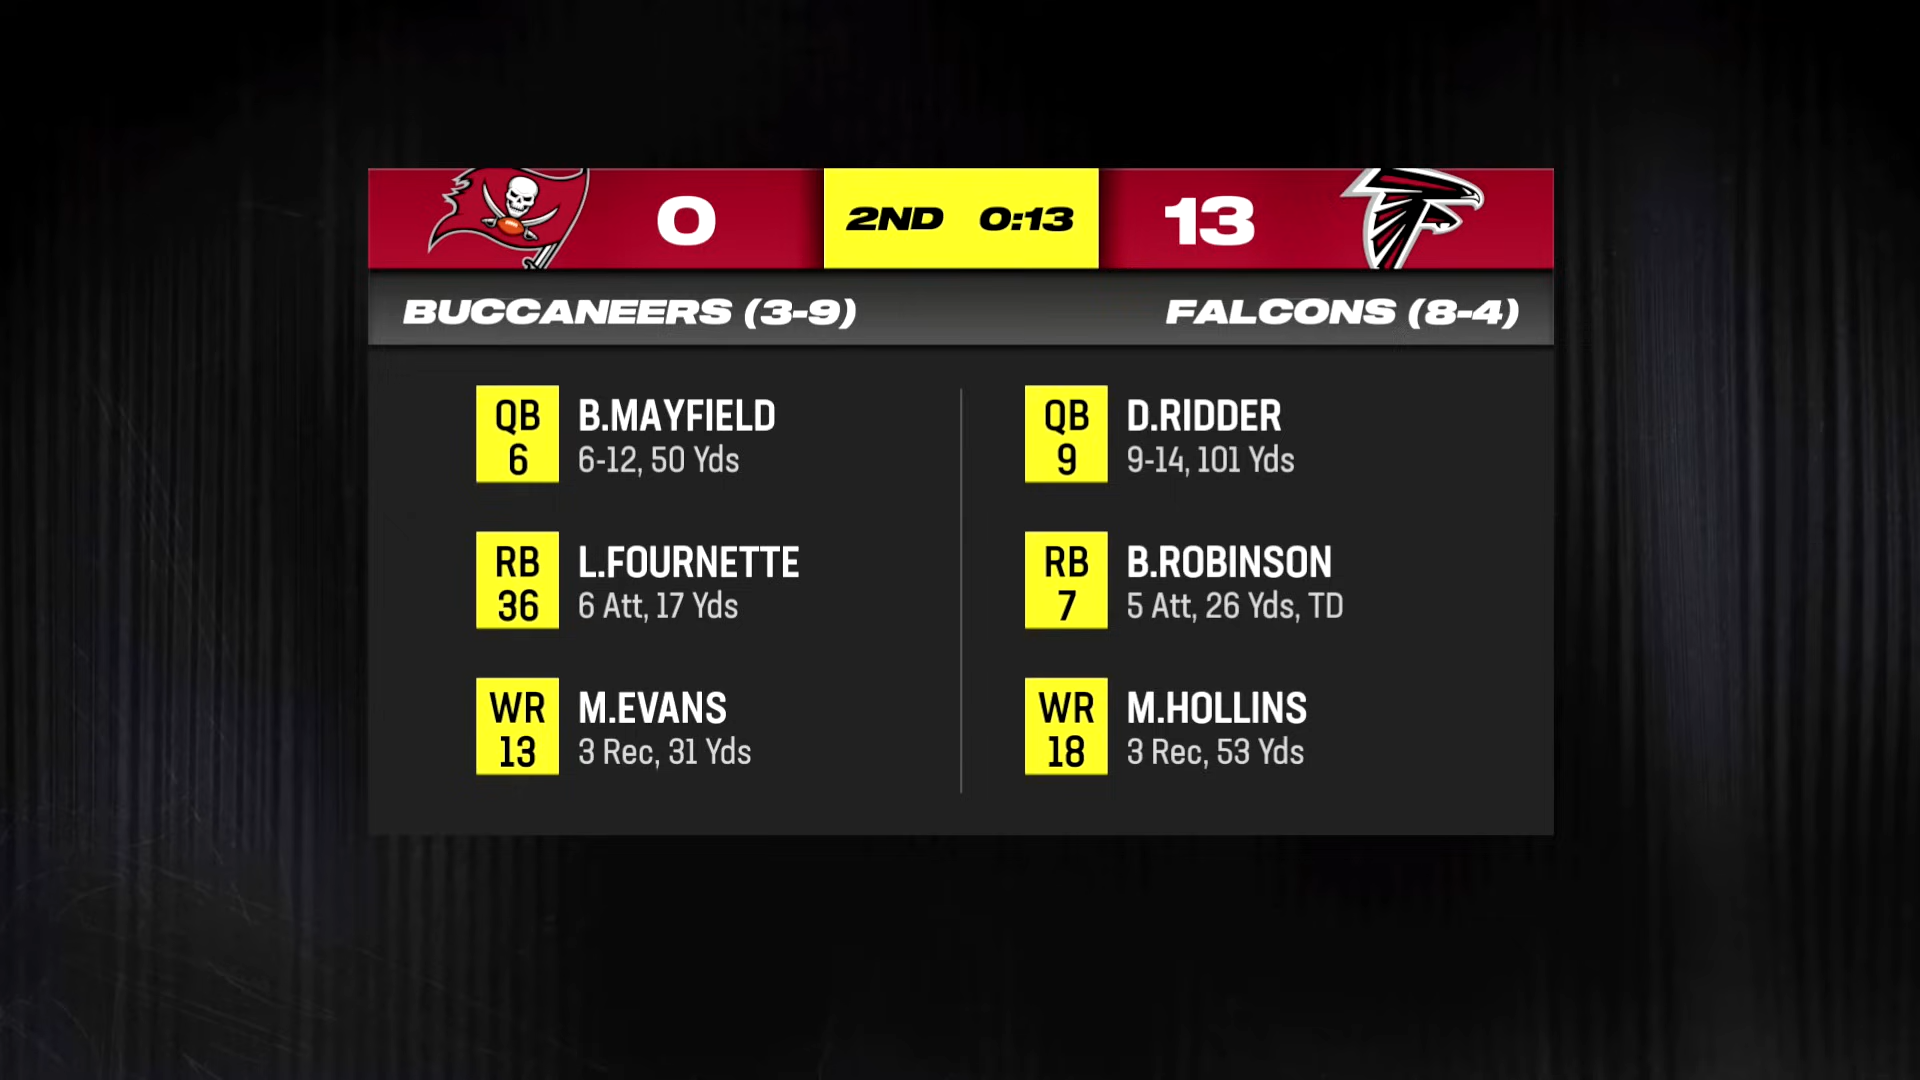 0 2ND 0:13 13
BUCCANEERS (3-9) FALCONS (8-4)
QB
6
B.MAYFIELD
6-12, 50 Yds
RB
36
L.FOURNETTE
6 Att, 17 Yds
WR
13
M.EVANS
3 Rec, 31 Yds
QB
9
D.RIDDER
9-14, 101 Yds
RB
7
B.ROBINSON
5 Att, 26 Yds, TD
WR
18
M.HOLLINS
3 Rec, 53 Yds